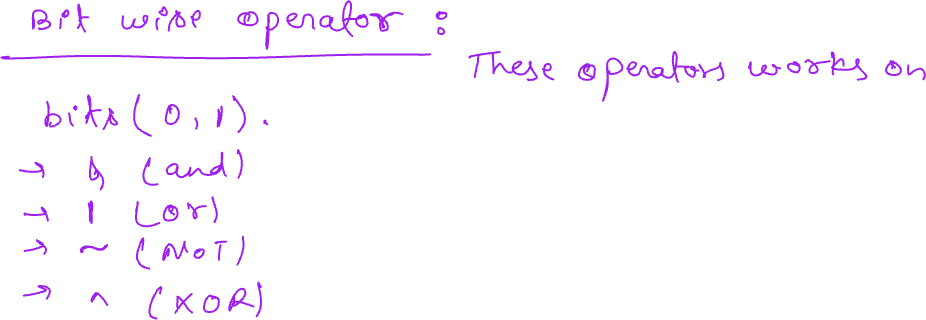 Bit wise operator :
These operators works on
bits (0,1).
→ & (and)
→ | (or)
→ ~ (NOT)
→ ^ (XOR)